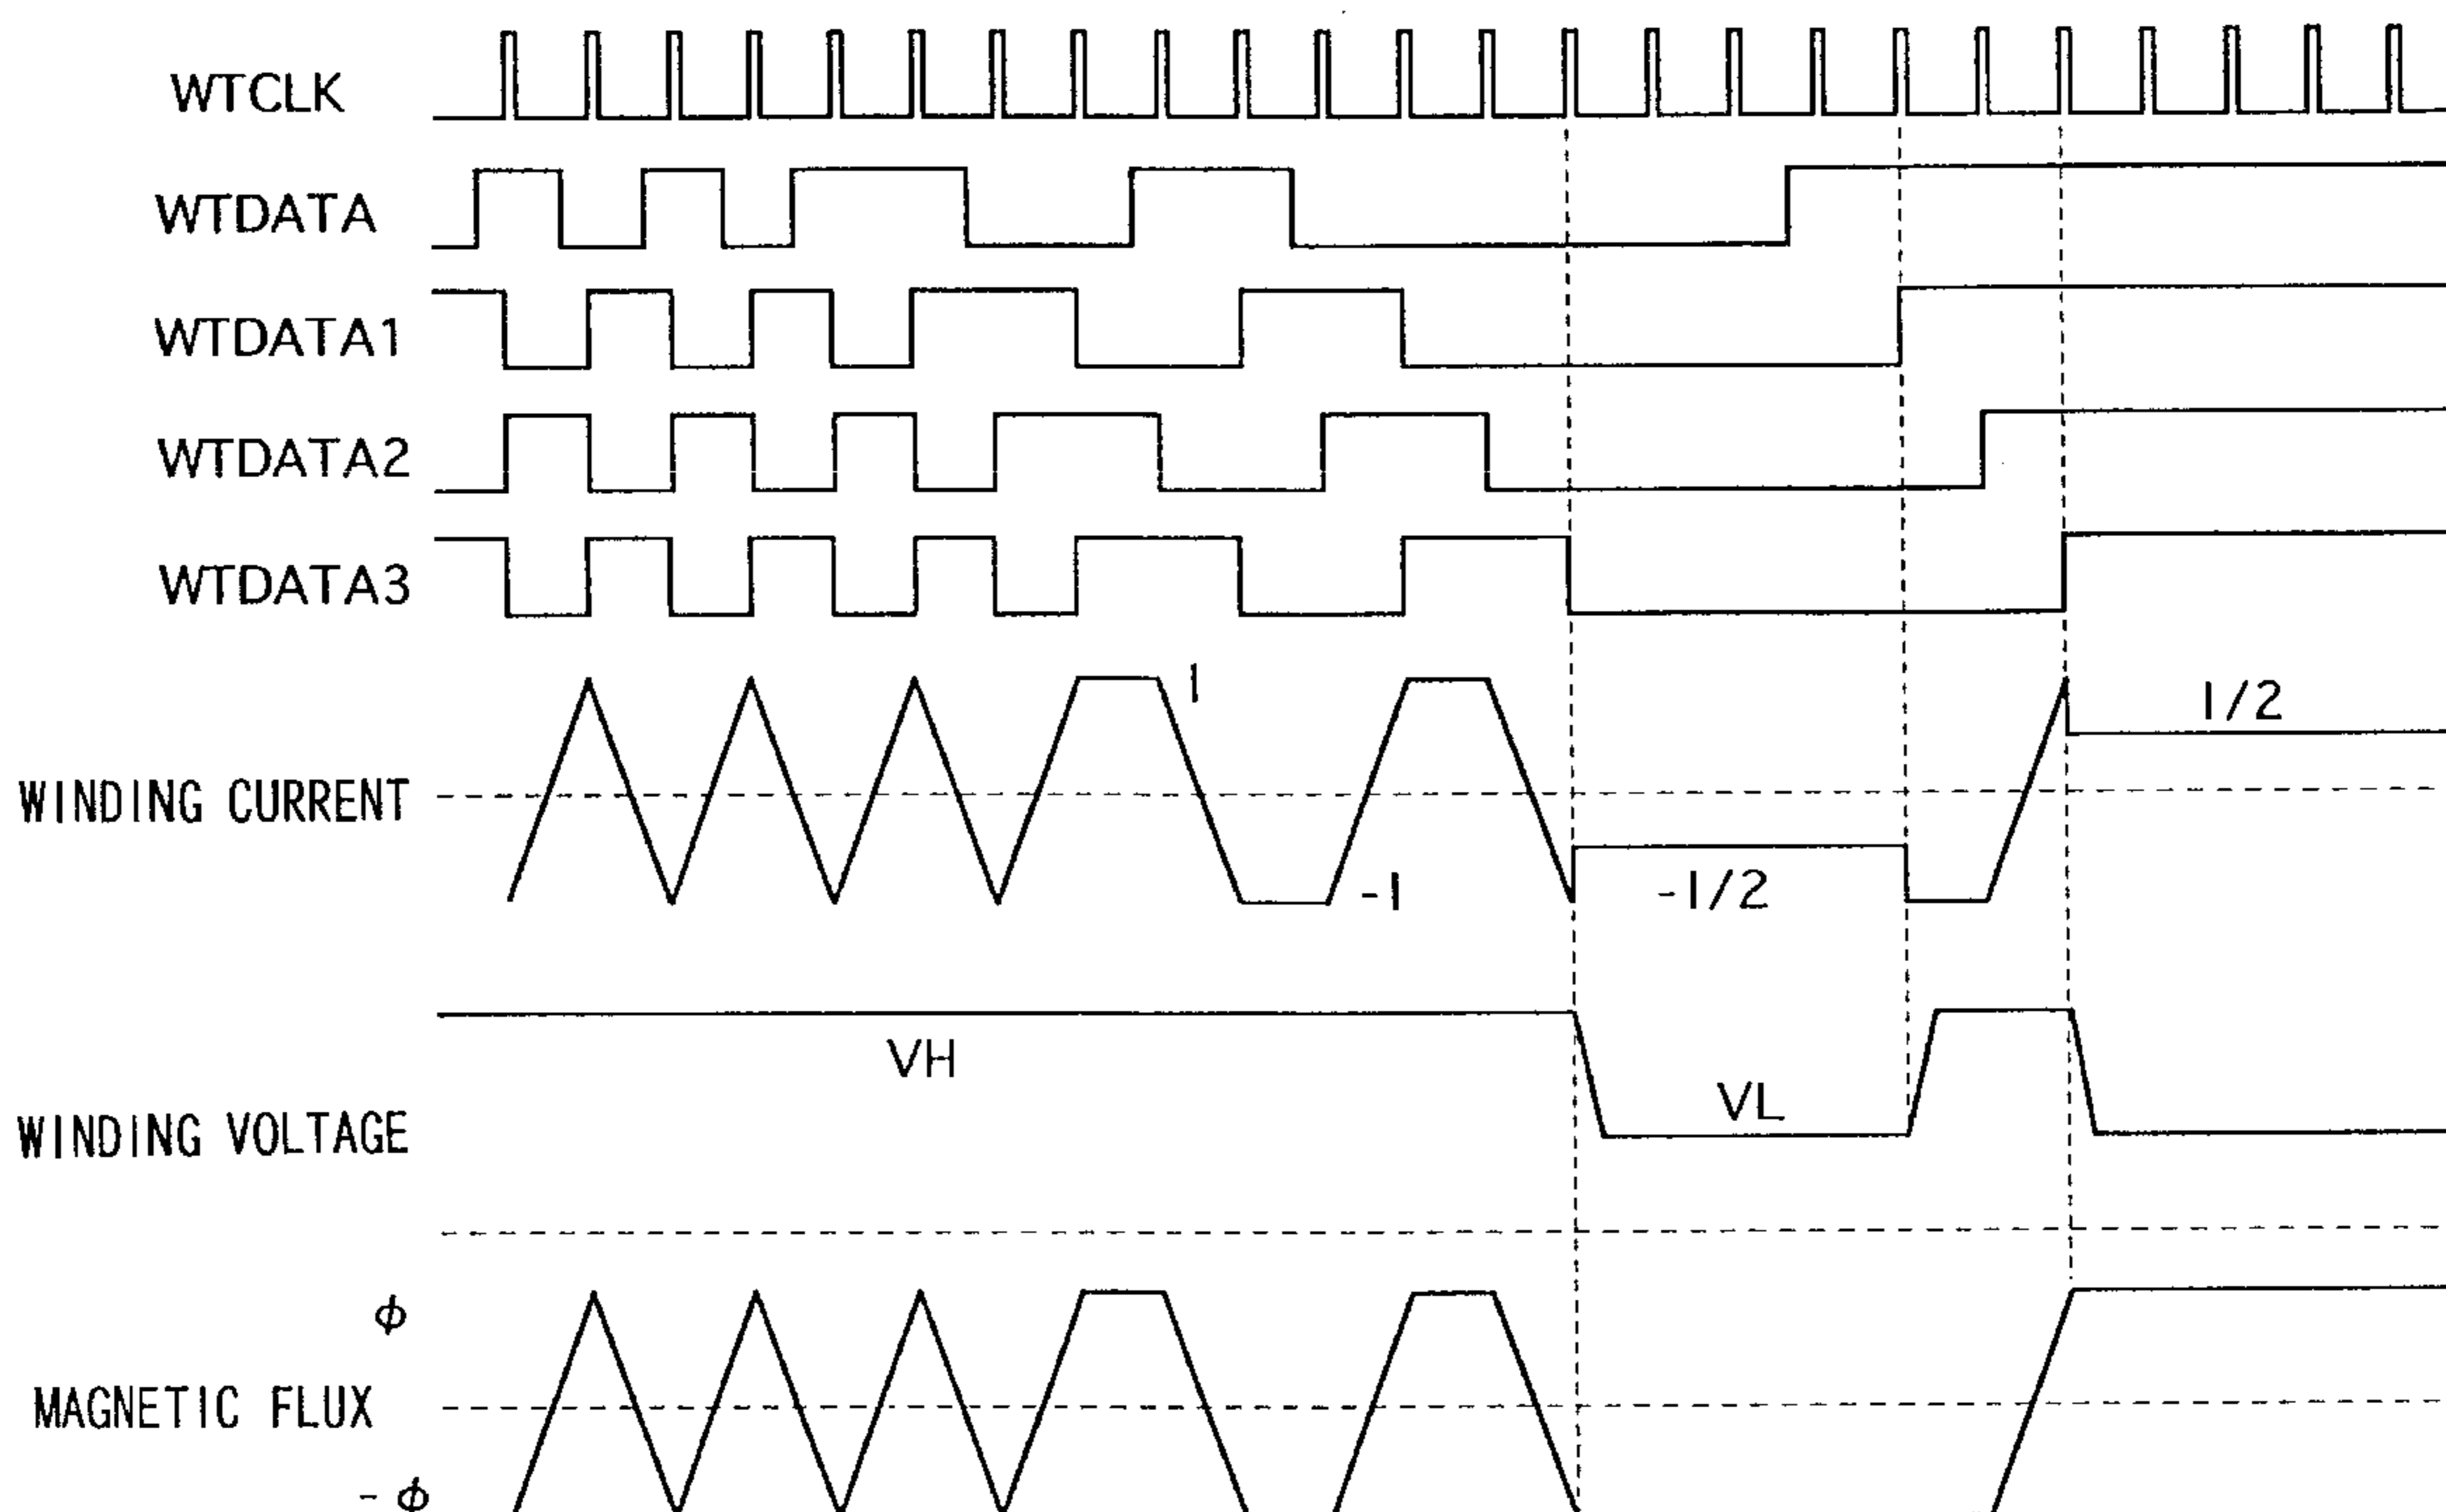 WTCLK
WTDATA
WTDATA1
WTDATA2
WTDATA3
I
I/2
WINDING CURRENT
-I
-I/2
VH
VL
WINDING VOLTAGE
ϕ
MAGNETIC FLUX
-ϕ